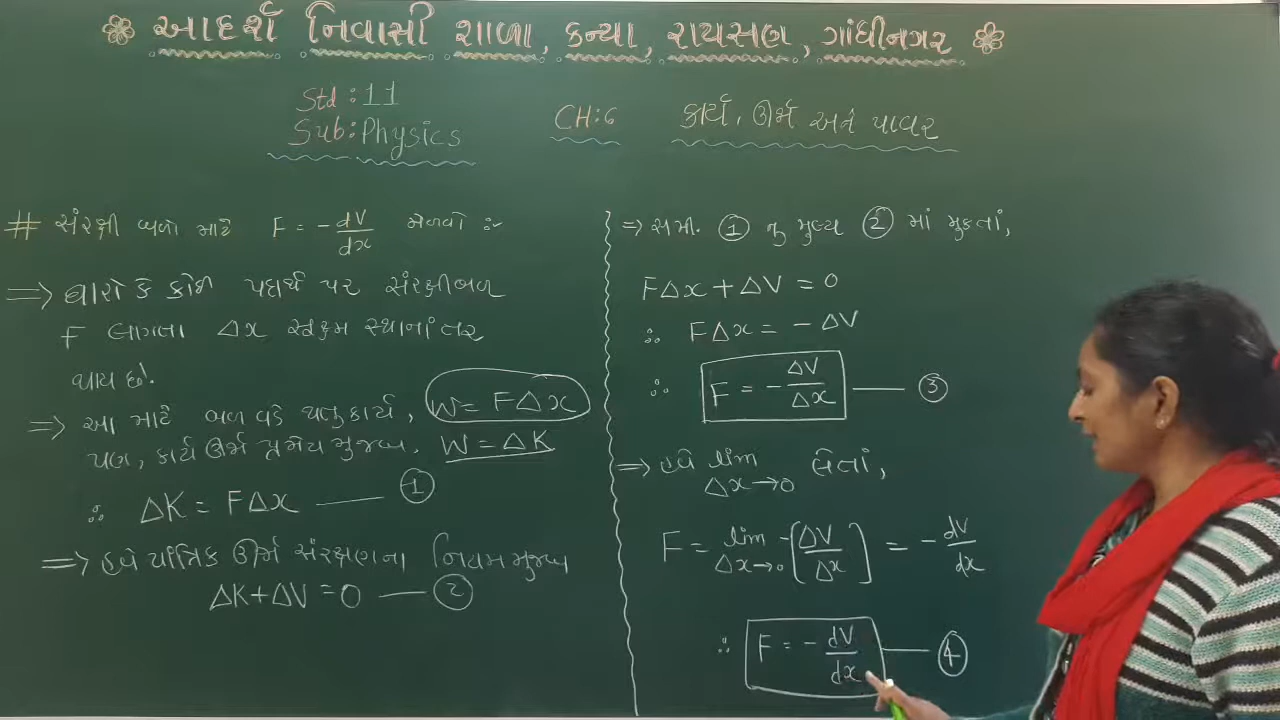 આદર્શ નિવાસી શાળા, કન્યા, રાયસણ, ગાંધીનગર
Std : 11
Sub : Physics
CH : 6 કાર્ય, ઊર્જા અને પાવર
# સંરક્ષી બળો માટે F = -dV/dx મેળવો :-
⇒ ધારો કે કોઈ પદાર્થ પર સંરક્ષીબળ
F લાગતા Δx સૂક્ષ્મ સ્થાનાંતર
થાય છે.
⇒ આ માટે બળ વડે થતુ કાર્ય, W = FΔx
પણ, કાર્ય ઊર્જા પ્રમેય મુજબ, W = ΔK
∴ ΔK = FΔx —— ①
⇒ હવે યાંત્રિક ઊર્જા સંરક્ષણના નિયમ મુજબ
ΔK + ΔV = 0 —— ②
⇒ સમી. ① નુ મુલ્ય ② માં મુકતાં,
FΔx + ΔV = 0
∴ FΔx = -ΔV
∴ F = -ΔV/Δx —— ③
⇒ હવે lim Δx→0 લેતાં,
F = lim Δx→0 -[ΔV/Δx] = -dV/dx
∴ F = -dV/dx —— ④